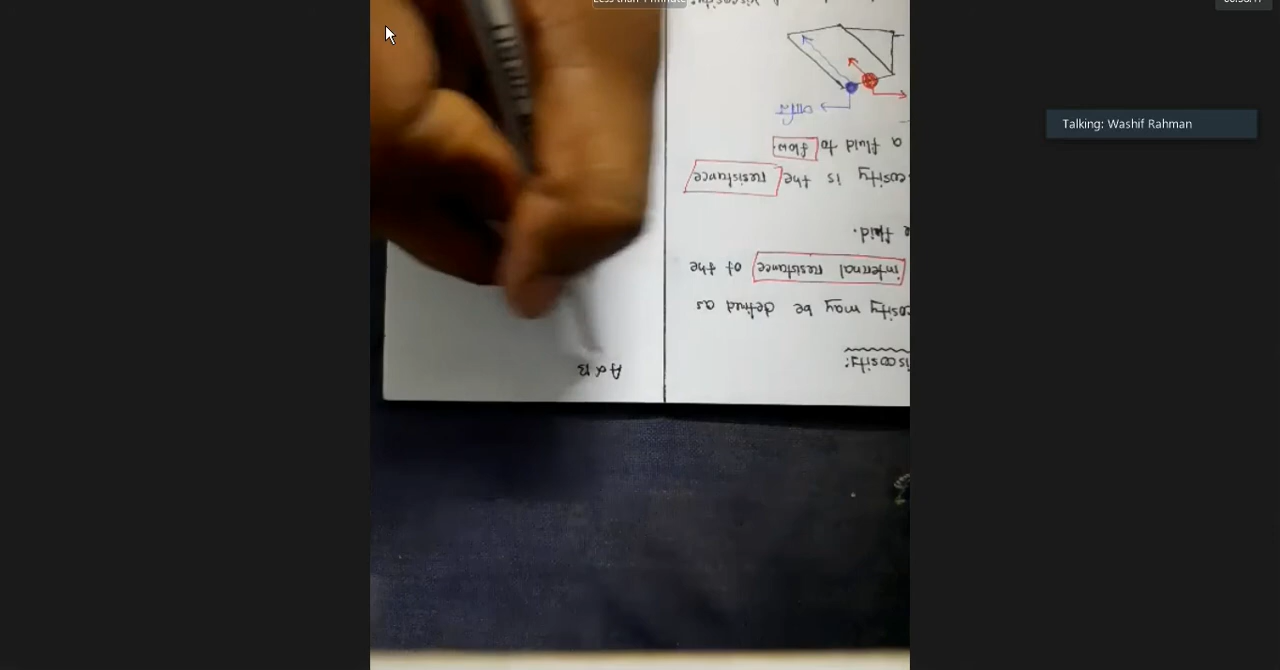 Less than 1 minute
Talking: Washif Rahman
iscosity:
cosity may be defined as
internal resistance of the
e fluid.
cosity is the resistance
a fluid to flow.
A α B